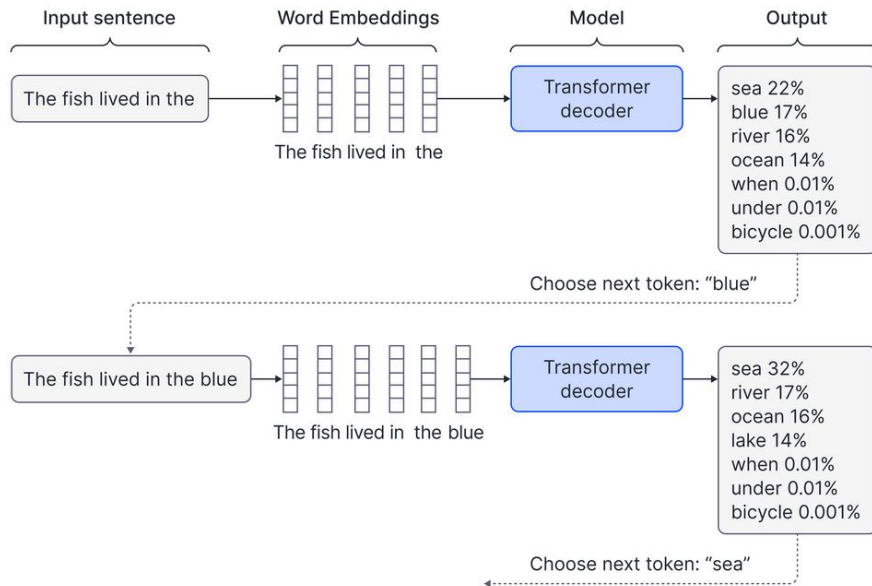 Input sentence
Word Embeddings
Model
Output
The fish lived in the
The fish lived in the
Transformer
decoder
sea 22%
blue 17%
river 16%
ocean 14%
when 0.01%
under 0.01%
bicycle 0.001%
Choose next token: “blue”
The fish lived in the blue
The fish lived in the blue
Transformer
decoder
sea 32%
river 17%
ocean 16%
lake 14%
when 0.01%
under 0.01%
bicycle 0.001%
Choose next token: “sea”